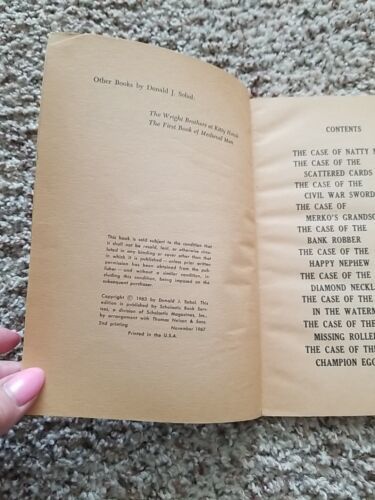 Other Books by Donald J. Sobol
The Wright Brothers at Kitty Hawk
The First Book of Medieval Man
This book is sold subject to the condition that
it shall not be resold, lent, or otherwise circu-
lated in any binding or cover other than that
in which it is published—unless prior written
permission has been obtained from the pub-
lisher—and without a similar condition, in-
cluding this condition, being imposed on the
subsequent purchaser.
Copyright © 1963 by Donald J. Sobol. This
edition is published by Scholastic Book Serv-
ices, a division of Scholastic Magazines, Inc.
by arrangement with Thomas Nelson & Sons.
2nd printing November 1967
Printed in the U.S.A.
CONTENTS
THE CASE OF NATTY
THE CASE OF THE
SCATTERED CARDS
THE CASE OF THE
CIVIL WAR SWOR
THE CASE OF
MERKO'S GRANDSO
THE CASE OF THE
BANK ROBBER
THE CASE OF THE
HAPPY NEPHEW
THE CASE OF THE
DIAMOND NECKL
THE CASE OF THE
IN THE WATERM
THE CASE OF THE
MISSING ROLLE
THE CASE OF THE
CHAMPION EGG